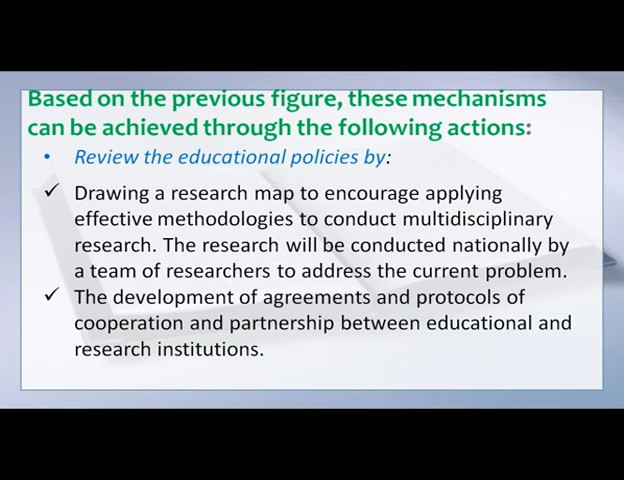 Based on the previous figure, these mechanisms
can be achieved through the following actions:
• Review the educational policies by:
✓ Drawing a research map to encourage applying
effective methodologies to conduct multidisciplinary
research. The research will be conducted nationally by
a team of researchers to address the current problem.
✓ The development of agreements and protocols of
cooperation and partnership between educational and
research institutions.